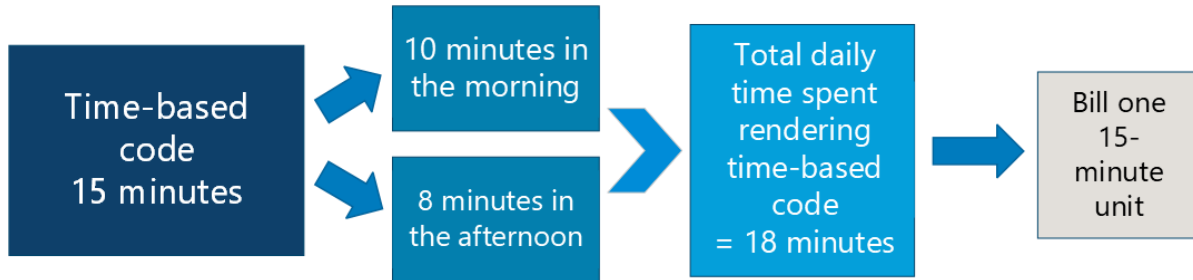 Time-based
code
15 minutes
10 minutes in
the morning
8 minutes in
the afternoon
Total daily
time spent
rendering
time-based
code
= 18 minutes
Bill one
15-
minute
unit